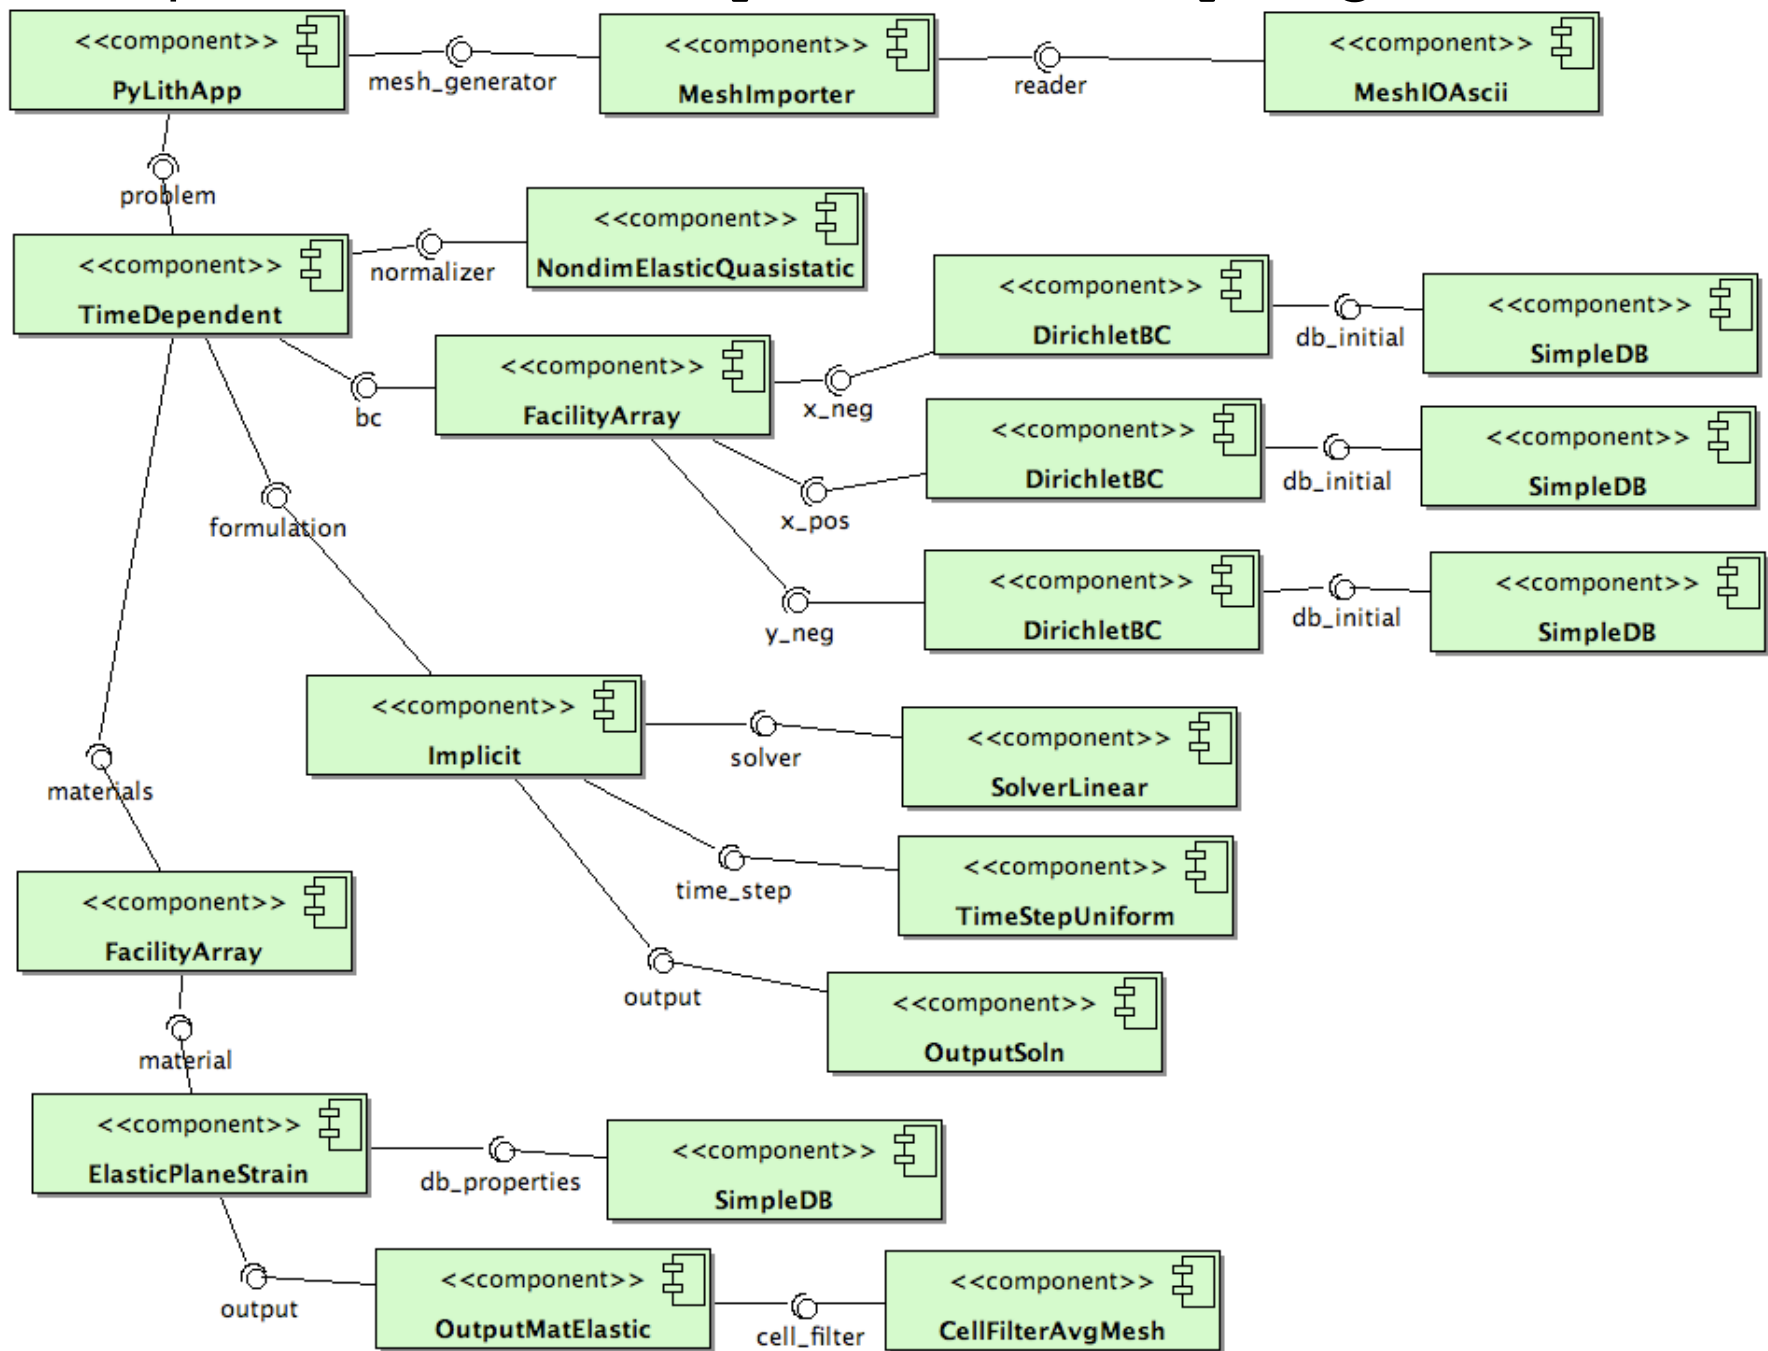 <<component>>
PyLithApp
mesh_generator
<<component>>
MeshImporter
reader
<<component>>
MeshIOAscii
problem
<<component>>
TimeDependent
normalizer
<<component>>
NondimElasticQuasistatic
bc
<<component>>
FacilityArray
x_neg
<<component>>
DirichletBC
db_initial
<<component>>
SimpleDB
x_pos
<<component>>
DirichletBC
db_initial
<<component>>
SimpleDB
y_neg
<<component>>
DirichletBC
db_initial
<<component>>
SimpleDB
formulation
<<component>>
Implicit
solver
<<component>>
SolverLinear
time_step
<<component>>
TimeStepUniform
output
<<component>>
OutputSoln
materials
<<component>>
FacilityArray
material
<<component>>
ElasticPlaneStrain
db_properties
<<component>>
SimpleDB
output
<<component>>
OutputMatElastic
cell_filter
<<component>>
CellFilterAvgMesh